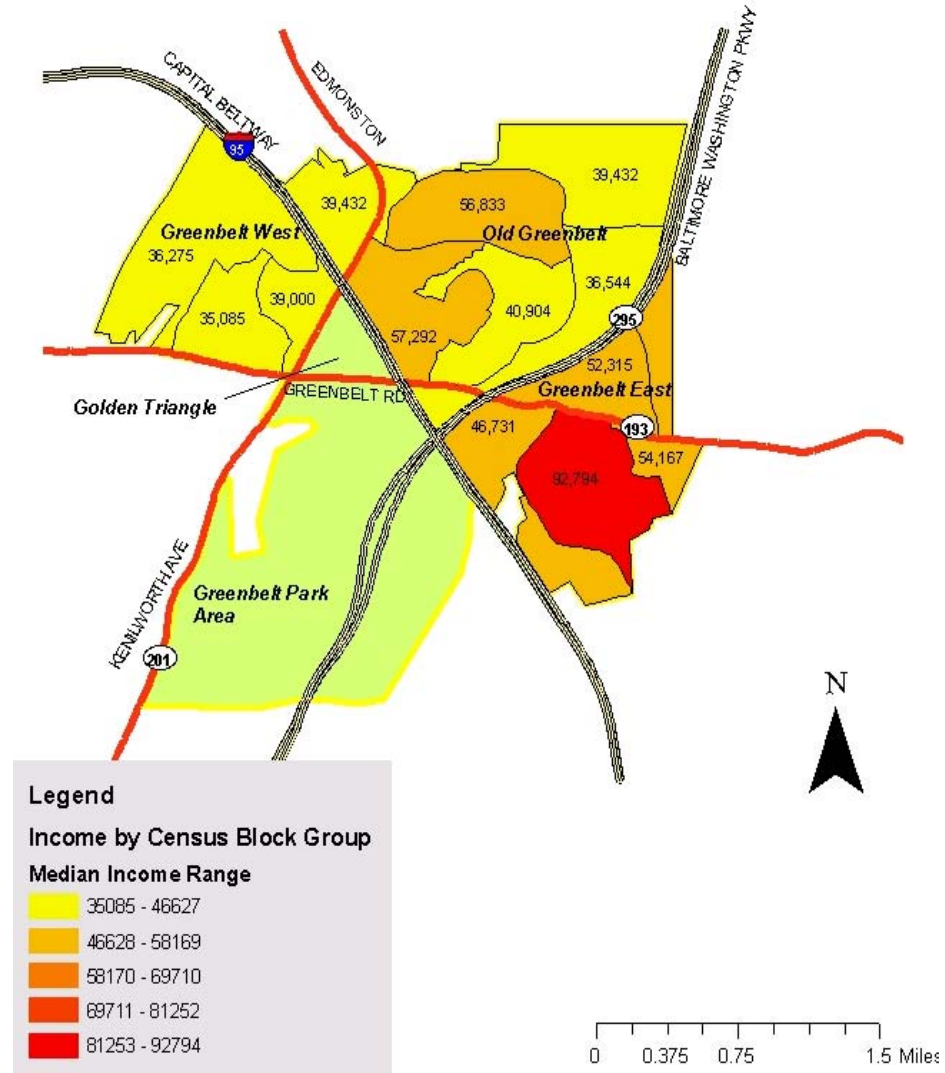 CAPITAL BELTWAY
EDMONSTON
BALTIMORE WASHINGTON PKWY
95
39,432
39,432
56,833
Greenbelt West
Old Greenbelt
36,275
36,544
39,000
40,904
35,085
295
57,292
52,315
Greenbelt East
GREENBELT RD
Golden Triangle
46,731
193
54,167
92,794
KENILWORTH AVE
Greenbelt Park
Area
201
N
Legend
Income by Census Block Group
Median Income Range
35085 - 46627
46628 - 58169
58170 - 69710
69711 - 81252
81253 - 92794
0 0.375 0.75 1.5 Miles